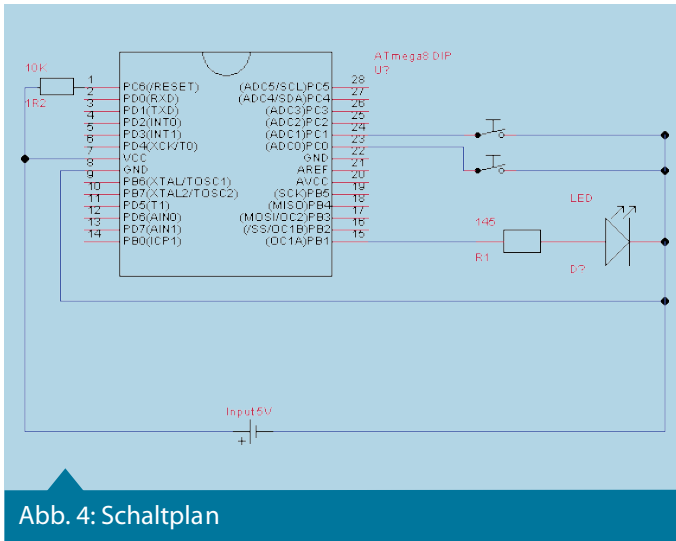 ATmega8 DIP
U?
10K
1R2
1 PC6(/RESET) (ADC5/SCL)PC5 28
2 PD0(RXD) (ADC4/SDA)PC4 27
3 PD1(TXD) (ADC3)PC3 26
4 PD2(INT0) (ADC2)PC2 25
5 PD3(INT1) (ADC1)PC1 24
6 PD4(XCK/T0) (ADC0)PC0 23
7 VCC GND 22
8 GND AREF 21
9 PB6(XTAL/TOSC1) AVCC 20
10 PB7(XTAL2/TOSC2) (SCK)PB5 19
11 PD5(T1) (MISO)PB4 18
12 PD6(AIN0) (MOSI/OC2)PB3 17
13 PD7(AIN1) (/SS/OC1B)PB2 16
14 PB0(ICP1) (OC1A)PB1 15
LED
145
R1
D?
Input5V
+
Abb. 4: Schaltplan